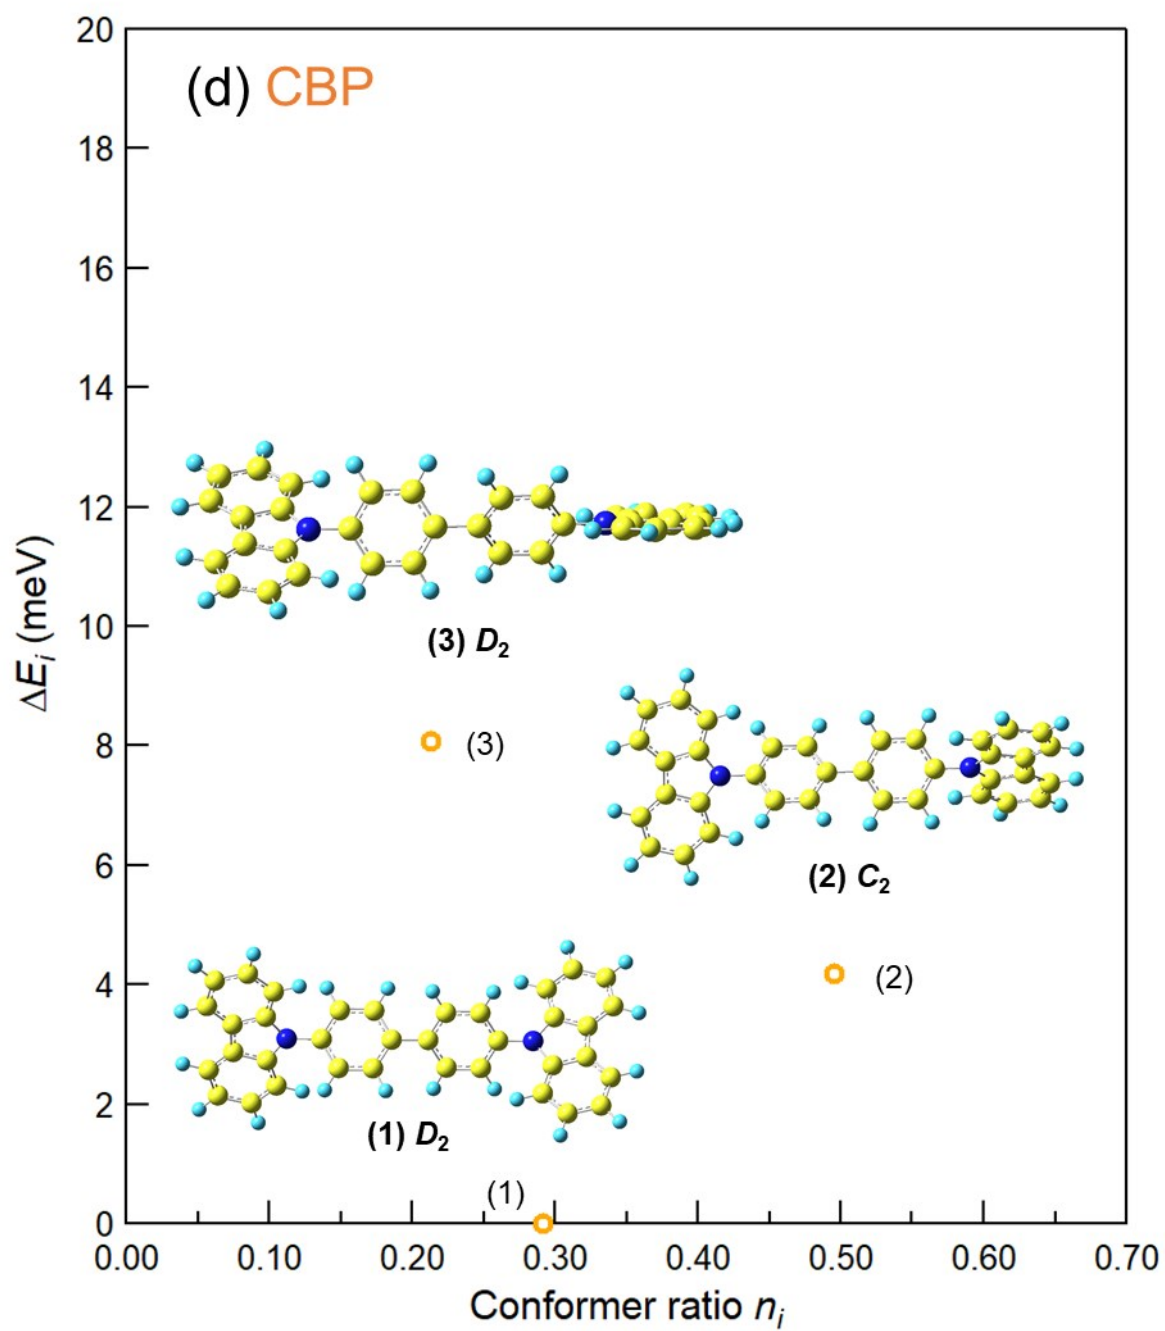 (d) CBP
20
18
16
14
12
10
8
6
4
2
0
ΔEᵢ (meV)
(3) D₂
(3)
(2) C₂
(2)
(1) D₂
(1)
0.00 0.10 0.20 0.30 0.40 0.50 0.60 0.70
Conformer ratio nᵢ